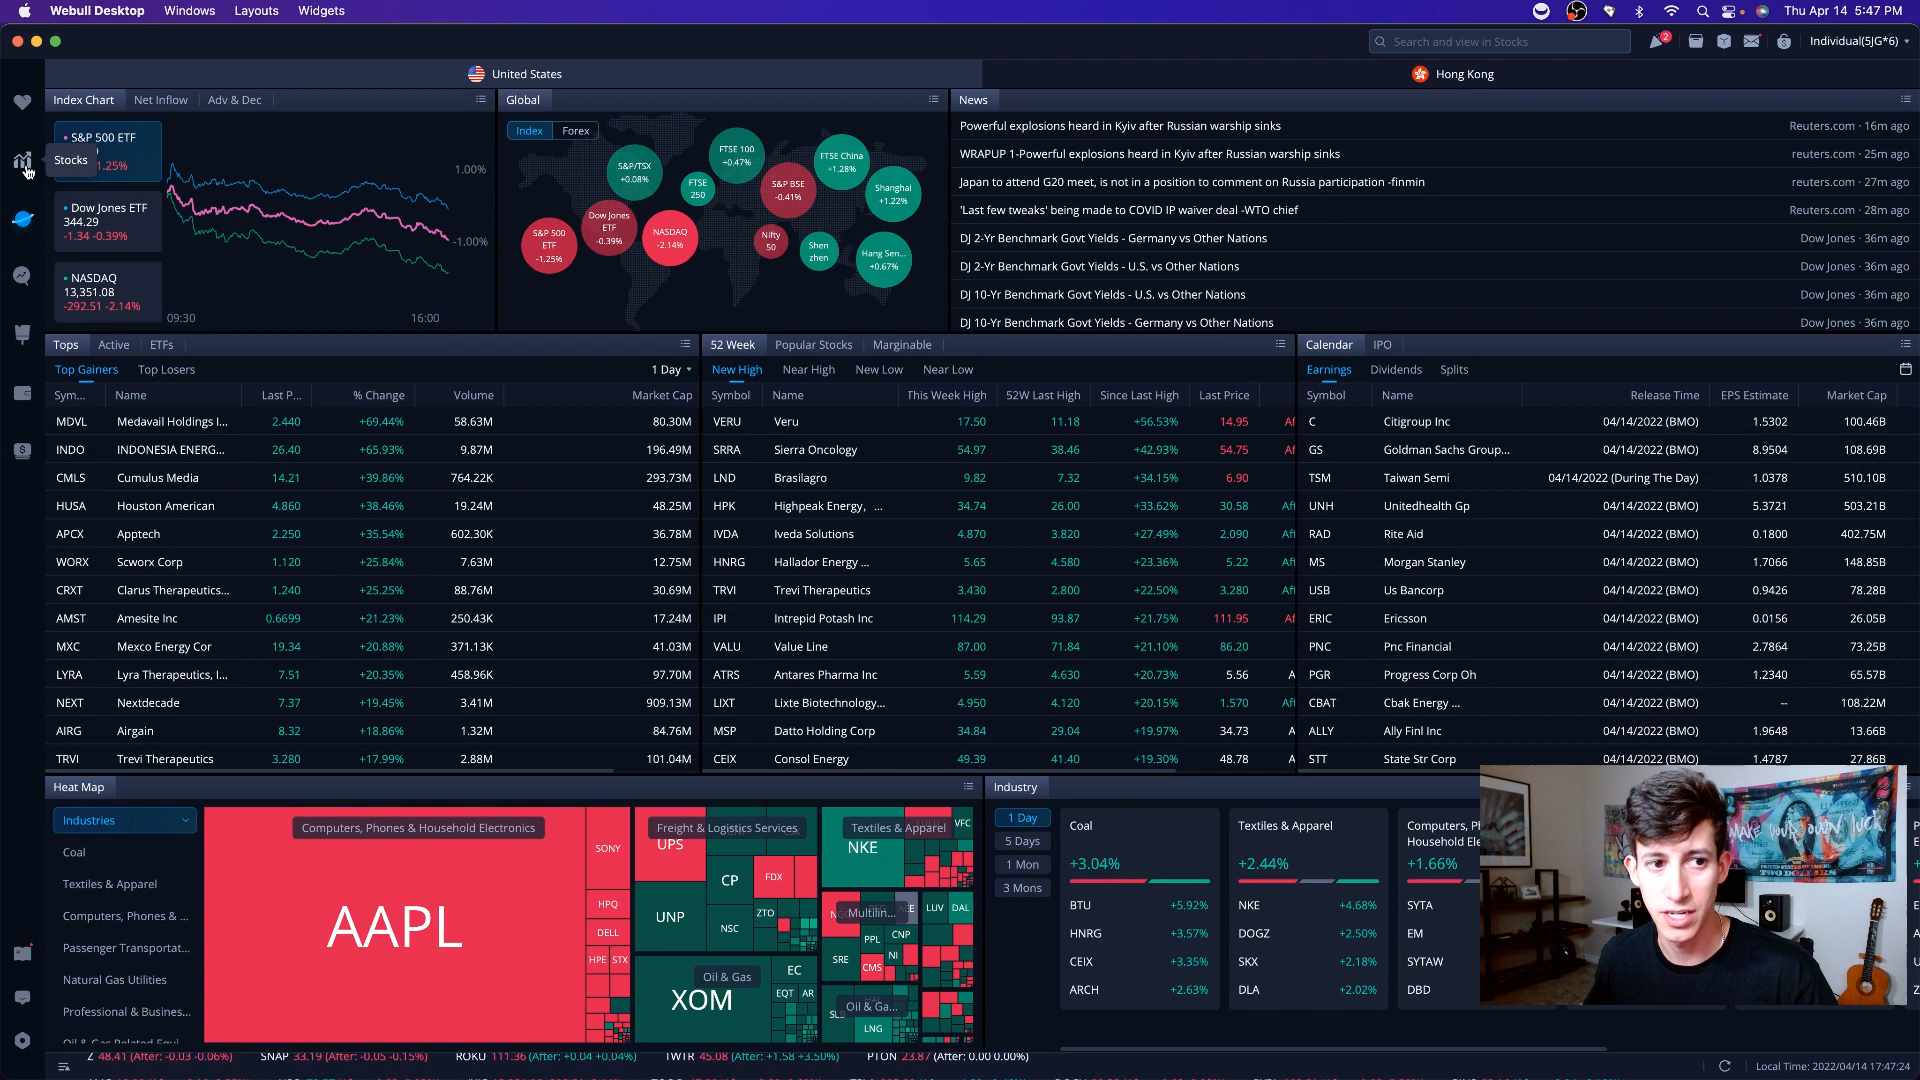 Webull Desktop Windows Layouts Widgets
Thu Apr 14 5:47 PM
Search and view in Stocks
2
Individual(5JG*6)
United States
Hong Kong
Index Chart Net Inflow Adv & Dec
S&P 500 ETF
1.25%
Stocks
Dow Jones ETF
344.29
-1.34 -0.39%
NASDAQ
13,351.08
-292.51 -2.14%
1.00%
-1.00%
09:30 16:00
Global
Index Forex
S&P/TSX
+0.08%
FTSE 100
+0.47%
FTSE China
+1.28%
FTSE
250
S&P BSE
-0.41%
Shanghai
+1.22%
Dow Jones
ETF
-0.39%
S&P 500
ETF
-1.25%
NASDAQ
-2.14%
Nifty
50
Shen
zhen
Hang Sen...
+0.67%
News
Powerful explosions heard in Kyiv after Russian warship sinks Reuters.com · 16m ago
WRAPUP 1-Powerful explosions heard in Kyiv after Russian warship sinks reuters.com · 25m ago
Japan to attend G20 meet, is not in a position to comment on Russia participation -finmin reuters.com · 27m ago
'Last few tweaks' being made to COVID IP waiver deal -WTO chief Reuters.com · 28m ago
DJ 2-Yr Benchmark Govt Yields - Germany vs Other Nations Dow Jones · 36m ago
DJ 2-Yr Benchmark Govt Yields - U.S. vs Other Nations Dow Jones · 36m ago
DJ 10-Yr Benchmark Govt Yields - U.S. vs Other Nations Dow Jones · 36m ago
DJ 10-Yr Benchmark Govt Yields - Germany vs Other Nations Dow Jones · 36m ago
Tops Active ETFs
Top Gainers Top Losers 1 Day
Sym... Name Last P... % Change Volume Market Cap
MDVL Medavail Holdings I... 2.440 +69.44% 58.63M 80.30M
INDO INDONESIA ENERG... 26.40 +65.93% 9.87M 196.49M
CMLS Cumulus Media 14.21 +39.86% 764.22K 293.73M
HUSA Houston American 4.860 +38.46% 19.24M 48.25M
APCX Apptech 2.250 +35.54% 602.30K 36.78M
WORX Scworx Corp 1.120 +25.84% 7.63M 12.75M
CRXT Clarus Therapeutics... 1.240 +25.25% 88.76M 30.69M
AMST Amesite Inc 0.6699 +21.23% 250.43K 17.24M
MXC Mexco Energy Cor 19.34 +20.88% 371.13K 41.03M
LYRA Lyra Therapeutics, I... 7.51 +20.35% 458.96K 97.70M
NEXT Nextdecade 7.37 +19.45% 3.41M 909.13M
AIRG Airgain 8.32 +18.86% 1.32M 84.76M
TRVI Trevi Therapeutics 3.280 +17.99% 2.88M 101.04M
52 Week Popular Stocks Marginable
New High Near High New Low Near Low
Symbol Name This Week High 52W Last High Since Last High Last Price
VERU Veru 17.50 11.18 +56.53% 14.95 Af
SRRA Sierra Oncology 54.97 38.46 +42.93% 54.75 Af
LND Brasilagro 9.82 7.32 +34.15% 6.90
HPK Highpeak Energy, ... 34.74 26.00 +33.62% 30.58 Aft
IVDA Iveda Solutions 4.870 3.820 +27.49% 2.090 Aft
HNRG Hallador Energy ... 5.65 4.580 +23.36% 5.22 Aft
TRVI Trevi Therapeutics 3.430 2.800 +22.50% 3.280 Aft
IPI Intrepid Potash Inc 114.29 93.87 +21.75% 111.95 Af
VALU Value Line 87.00 71.84 +21.10% 86.20
ATRS Antares Pharma Inc 5.59 4.630 +20.73% 5.56 A
LIXT Lixte Biotechnology... 4.950 4.120 +20.15% 1.570 Aft
MSP Datto Holding Corp 34.84 29.04 +19.97% 34.73 A
CEIX Consol Energy 49.39 41.40 +19.30% 48.78 A
Calendar IPO
Earnings Dividends Splits
Symbol Name Release Time EPS Estimate Market Cap
C Citigroup Inc 04/14/2022 (BMO) 1.5302 100.46B
GS Goldman Sachs Group... 04/14/2022 (BMO) 8.9504 108.69B
TSM Taiwan Semi 04/14/2022 (During The Day) 1.0378 510.10B
UNH Unitedhealth Gp 04/14/2022 (BMO) 5.3721 503.21B
RAD Rite Aid 04/14/2022 (BMO) 0.1800 402.75M
MS Morgan Stanley 04/14/2022 (BMO) 1.7066 148.85B
USB Us Bancorp 04/14/2022 (BMO) 0.9426 78.28B
ERIC Ericsson 04/14/2022 (BMO) 0.0156 26.05B
PNC Pnc Financial 04/14/2022 (BMO) 2.7864 73.25B
PGR Progress Corp Oh 04/14/2022 (BMO) 1.2340 65.57B
CBAT Cbak Energy ... 04/14/2022 (BMO) -- 108.22M
ALLY Ally Finl Inc 04/14/2022 (BMO) 1.9648 13.66B
STT State Str Corp 04/14/2022 (BMO) 1.4787 27.86B
Heat Map
Industries
Coal
Textiles & Apparel
Computers, Phones & ...
Passenger Transportat...
Natural Gas Utilities
Professional & Busines...
Oil & Gas Related Equi
Computers, Phones & Household Electronics
AAPL
SONY
HPQ
DELL
HPE STX
Freight & Logistics Services
UPS
CP
FDX
UNP
NSC
ZTO
Oil & Gas
XOM
EC
EQT AR
Textiles & Apparel
NKE
VFC
Multilin...
PPL
CNP
SRE
CMS
NI
LUV DAL
Oil & Ga...
LNG
Industry
1 Day
5 Days
1 Mon
3 Mons
Coal
+3.04%
BTU +5.92%
HNRG +3.57%
CEIX +3.35%
ARCH +2.63%
Textiles & Apparel
+2.44%
NKE +4.68%
DOGZ +2.50%
SKX +2.18%
DLA +2.02%
Computers, P
Household Ele
+1.66%
SYTA
EM
SYTAW
DBD
MAKE YOUR OWN LUCK
Z 48.41 (After: -0.03 -0.06%) SNAP 33.19 (After: -0.05 -0.15%) ROKU 111.36 (After: +0.04 +0.04%) TWTR 45.08 (After: +1.58 +3.50%) PTON 23.87 (After: 0.00 0.00%)
Local Time: 2022/04/14 17:47:24